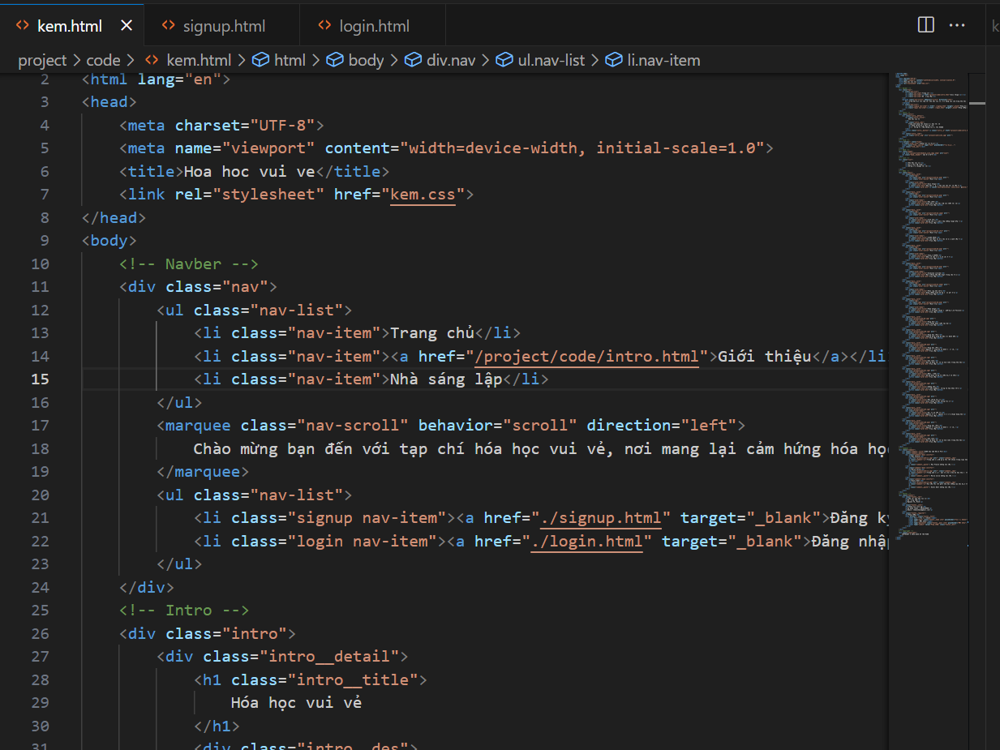 kem.html signup.html login.html
project code kem.html html body div.nav ul.nav-list li.nav-item
2 <html lang="en">
3 <head>
4 <meta charset="UTF-8">
5 <meta name="viewport" content="width=device-width, initial-scale=1.0">
6 <title>Hoa hoc vui ve</title>
7 <link rel="stylesheet" href="kem.css">
8 </head>
9 <body>
10 <!-- Navber -->
11 <div class="nav">
12 <ul class="nav-list">
13 <li class="nav-item">Trang chủ</li>
14 <li class="nav-item"><a href="/project/code/intro.html">Giới thiệu</a></li
15 <li class="nav-item">Nhà sáng lập</li>
16 </ul>
17 <marquee class="nav-scroll" behavior="scroll" direction="left">
18 Chào mừng bạn đến với tạp chí hóa học vui vẻ, nơi mang lại cảm hứng hóa họ
19 </marquee>
20 <ul class="nav-list">
21 <li class="signup nav-item"><a href="./signup.html" target="_blank">Đăng ký
22 <li class="login nav-item"><a href="./login.html" target="_blank">Đăng nhập
23 </ul>
24 </div>
25 <!-- Intro -->
26 <div class="intro">
27 <div class="intro__detail">
28 <h1 class="intro__title">
29 Hóa học vui vẻ
30 </h1>
31 <div class="intro__des">